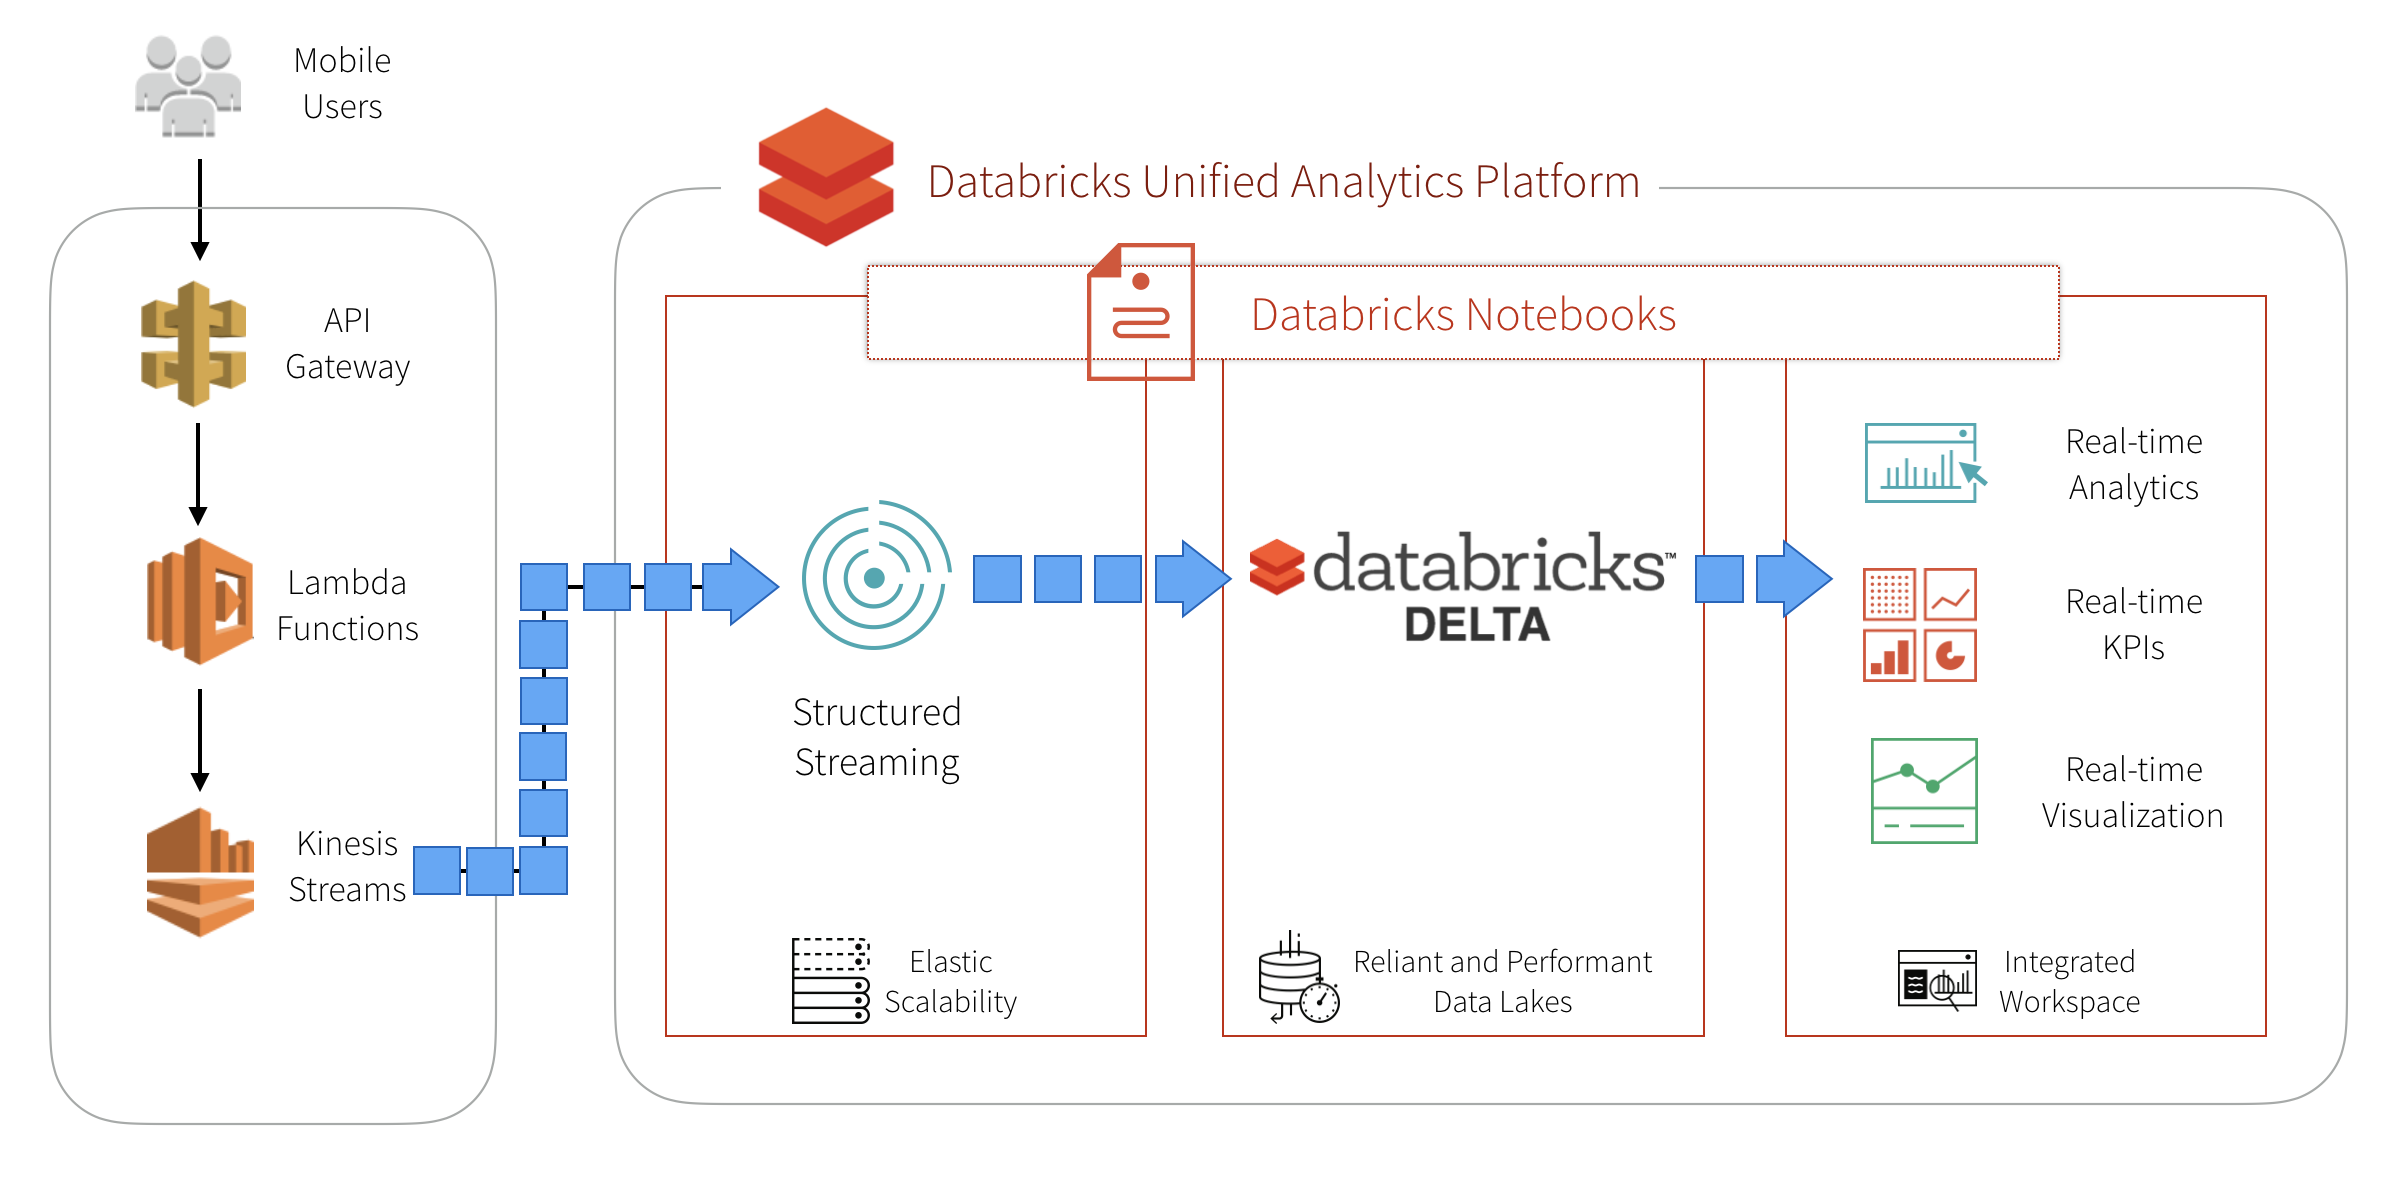 Mobile
Users
API
Gateway
Lambda
Functions
Kinesis
Streams
Databricks Unified Analytics Platform
Databricks Notebooks
Structured
Streaming
Elastic
Scalability
databricks™
DELTA
Reliant and Performant
Data Lakes
Real-time
Analytics
Real-time
KPIs
Real-time
Visualization
Integrated
Workspace